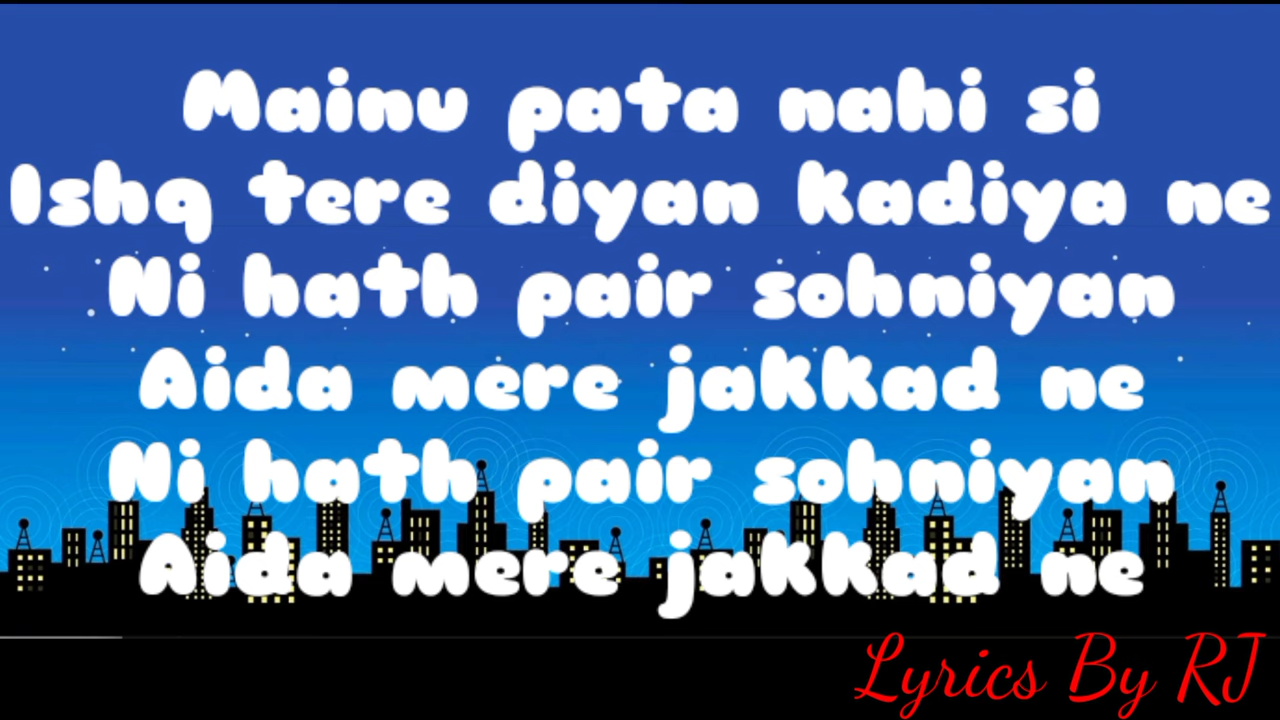 Mainu pata nahi si
Ishq tere diyan kadiya ne
Ni hath pair sohniyan
Aida mere jakkad ne
Ni hath pair sohniyan
Aida mere jakkad ne
Lyrics By RJ